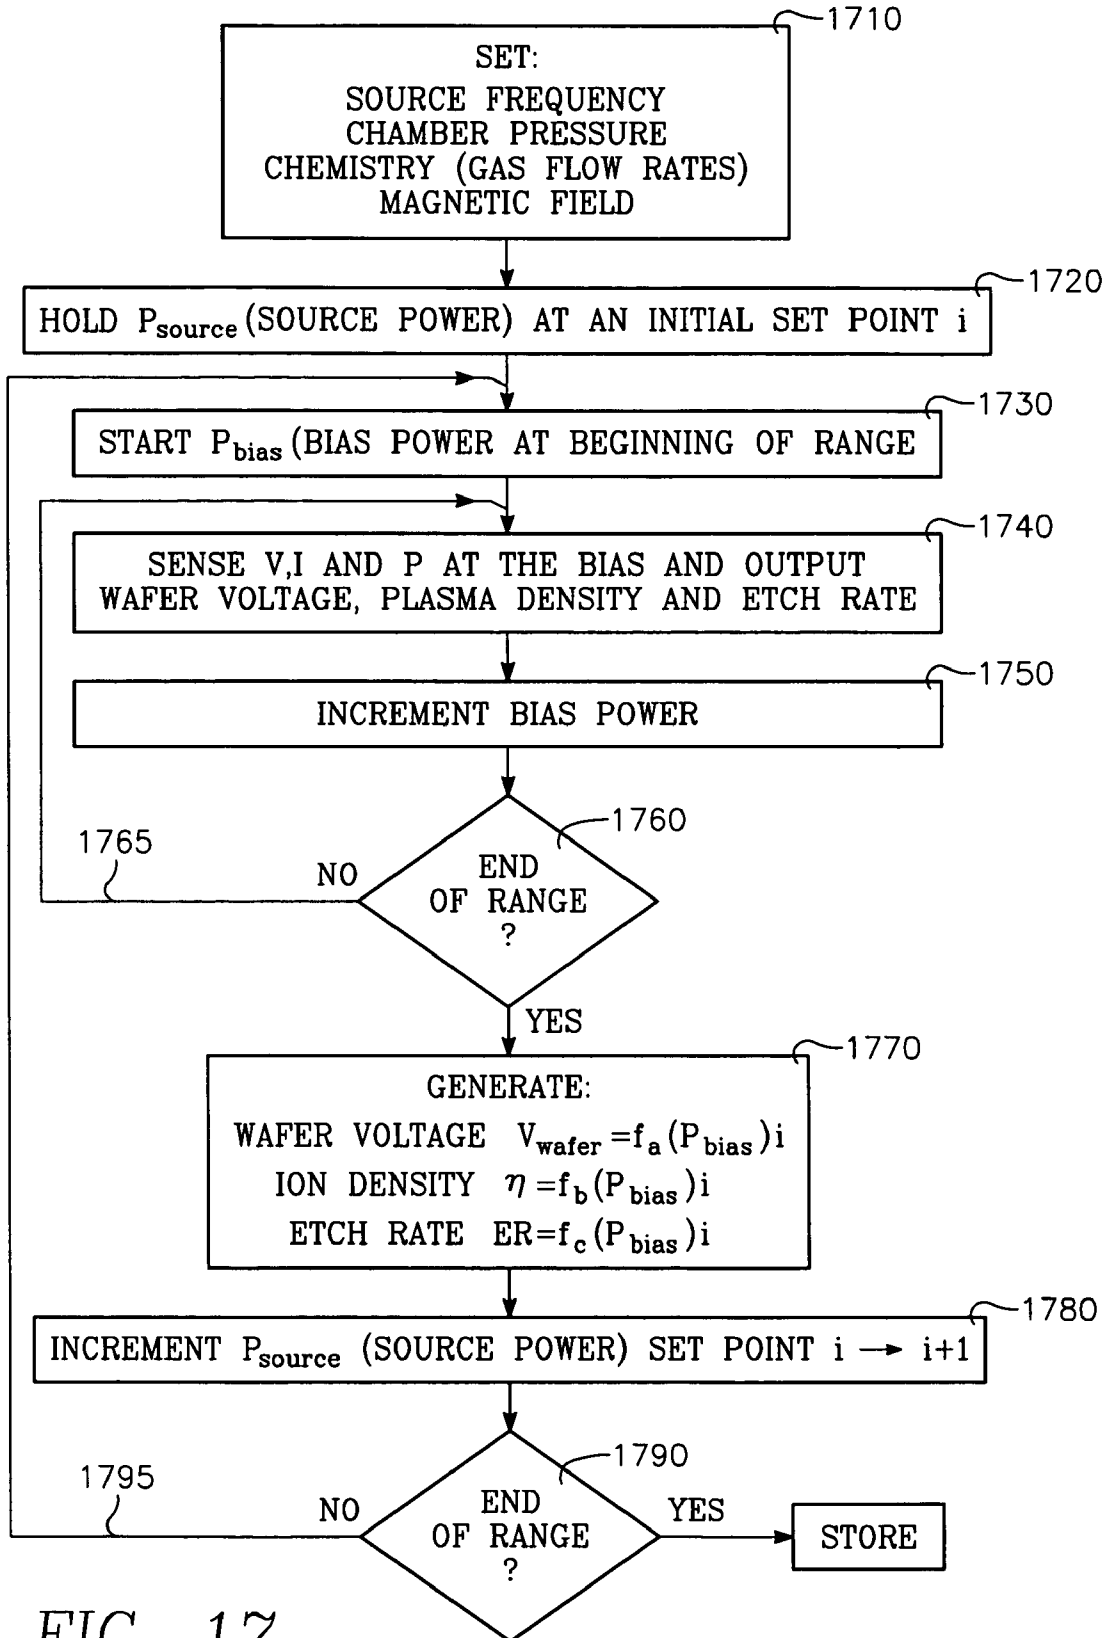 1710
SET:
SOURCE FREQUENCY
CHAMBER PRESSURE
CHEMISTRY (GAS FLOW RATES)
MAGNETIC FIELD
1720
HOLD Psource (SOURCE POWER) AT AN INITIAL SET POINT i
1730
START Pbias (BIAS POWER AT BEGINNING OF RANGE
1740
SENSE V,I AND P AT THE BIAS AND OUTPUT
WAFER VOLTAGE, PLASMA DENSITY AND ETCH RATE
1750
INCREMENT BIAS POWER
1760
1765
NO
END
OF RANGE
?
YES
1770
GENERATE:
WAFER VOLTAGE Vwafer =fa(Pbias)i
ION DENSITY η =fb(Pbias)i
ETCH RATE ER=fc(Pbias)i
1780
INCREMENT Psource (SOURCE POWER) SET POINT i → i+1
1790
1795
NO
END
OF RANGE
?
YES
STORE
FIG. 17